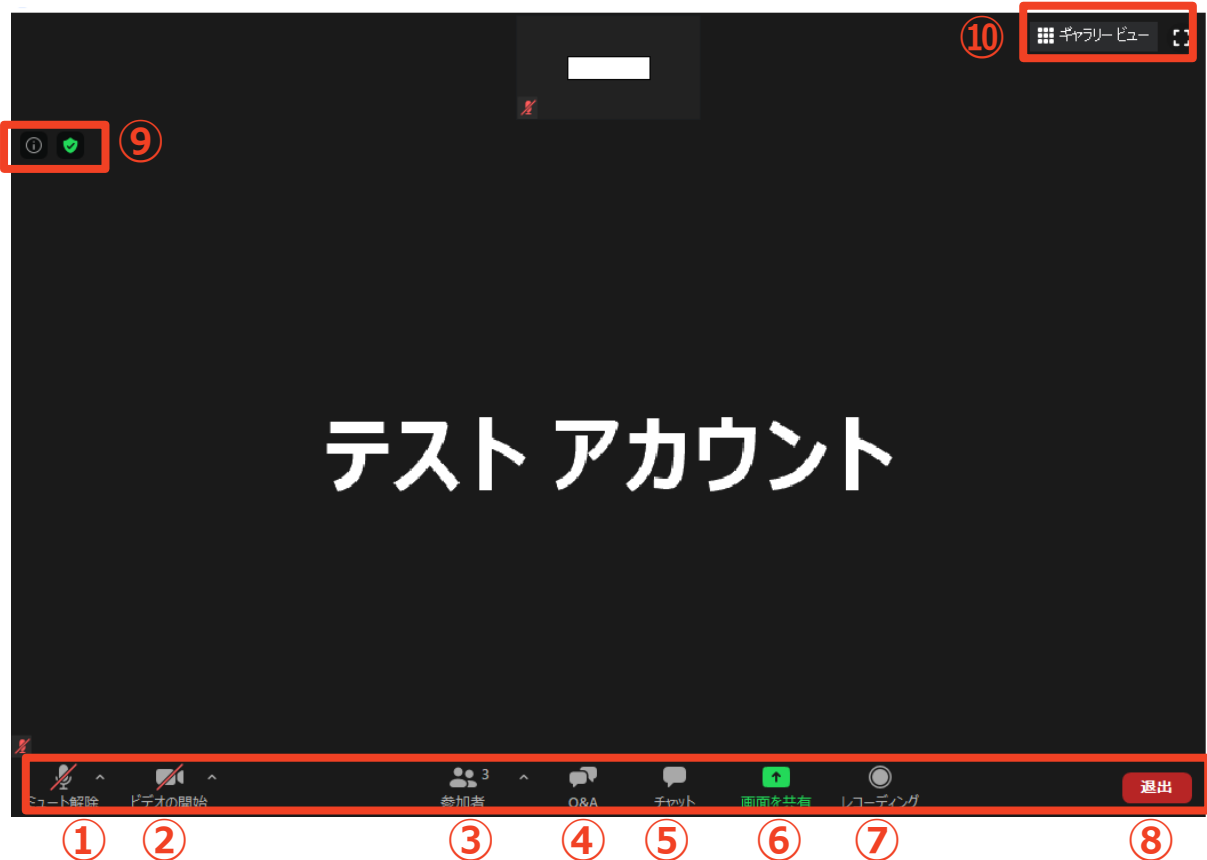 ⑩ ギャラリー ビュー
⑨
テスト アカウント
3
ミュート解除 ビデオの開始 参加者 Q&A チャット 画面を共有 レコーディング 退出
① ② ③ ④ ⑤ ⑥ ⑦ ⑧